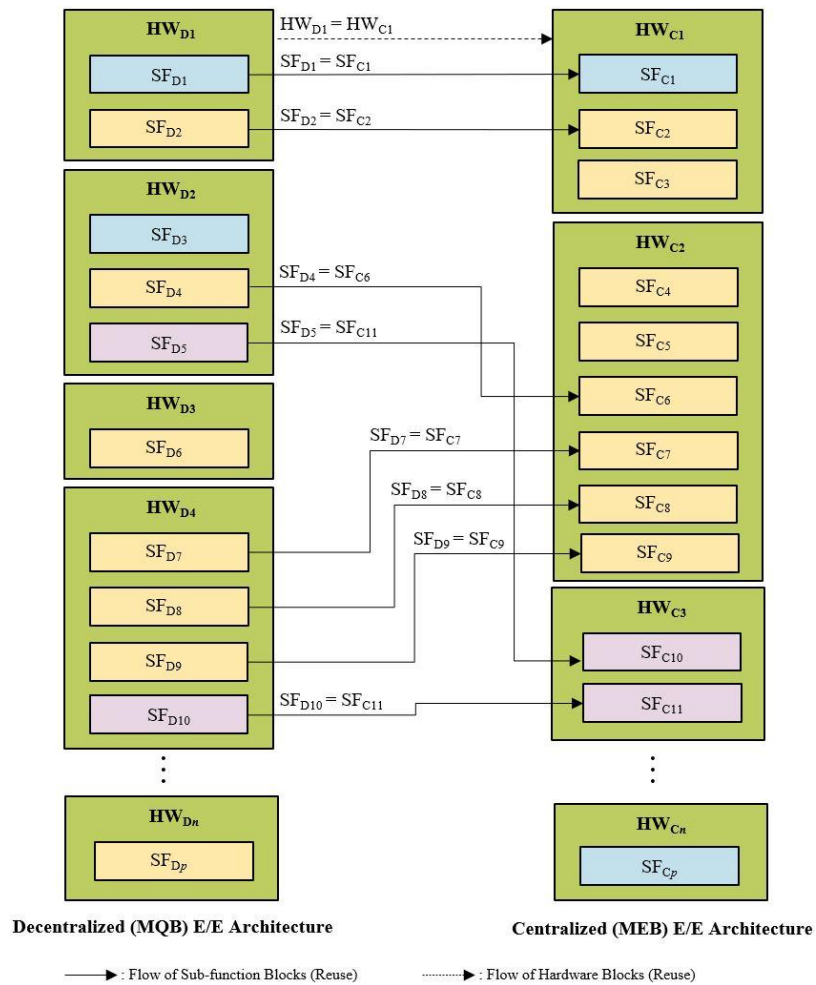 HW_D1
SF_D1
SF_D2
HW_D2
SF_D3
SF_D4
SF_D5
HW_D3
SF_D6
HW_D4
SF_D7
SF_D8
SF_D9
SF_D10
HW_Dn
SF_Dp
Decentralized (MQB) E/E Architecture
HW_D1 = HW_C1
SF_D1 = SF_C1
SF_D2 = SF_C2
SF_D4 = SF_C6
SF_D5 = SF_C11
SF_D7 = SF_C7
SF_D8 = SF_C8
SF_D9 = SF_C9
SF_D10 = SF_C11
HW_C1
SF_C1
SF_C2
SF_C3
HW_C2
SF_C4
SF_C5
SF_C6
SF_C7
SF_C8
SF_C9
HW_C3
SF_C10
SF_C11
HW_Cn
SF_Cp
Centralized (MEB) E/E Architecture
: Flow of Sub-function Blocks (Reuse)
: Flow of Hardware Blocks (Reuse)